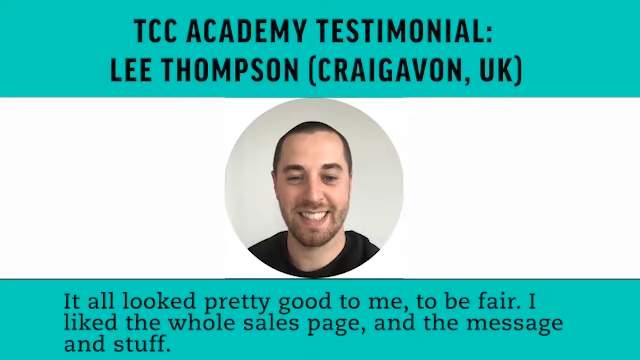 TCC ACADEMY TESTIMONIAL:
LEE THOMPSON (CRAIGAVON, UK)
It all looked pretty good to me, to be fair. I
liked the whole sales page, and the message
and stuff.